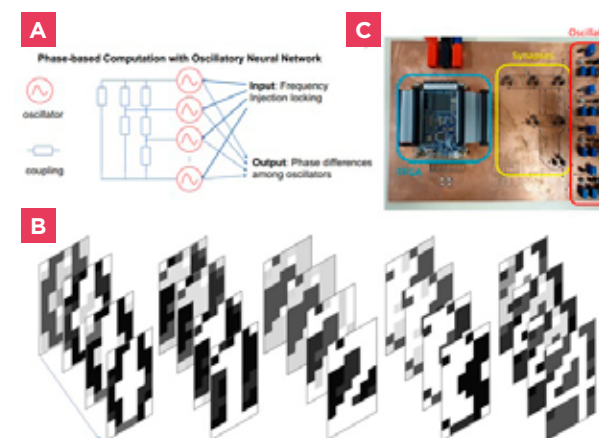 A
C
Phase-based Computation with Oscillatory Neural Network
oscillator
coupling
Input: Frequency
Injection locking
Output: Phase differences
among oscillators
Synapses
Oscillat
FPGA
B